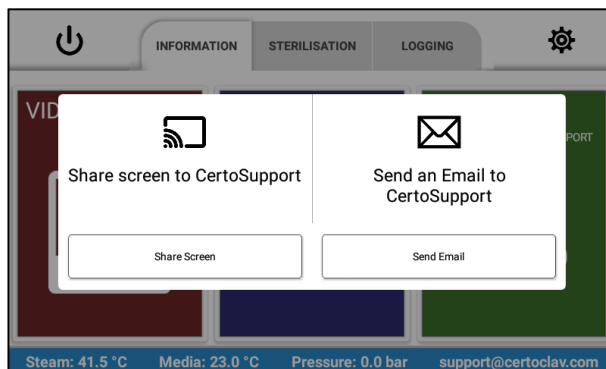 INFORMATION
STERILISATION
LOGGING
VID
PORT
Share screen to CertoSupport
Send an Email to
CertoSupport
Share Screen
Send Email
Steam: 41.5 °C
Media: 23.0 °C
Pressure: 0.0 bar
support@certoclav.com